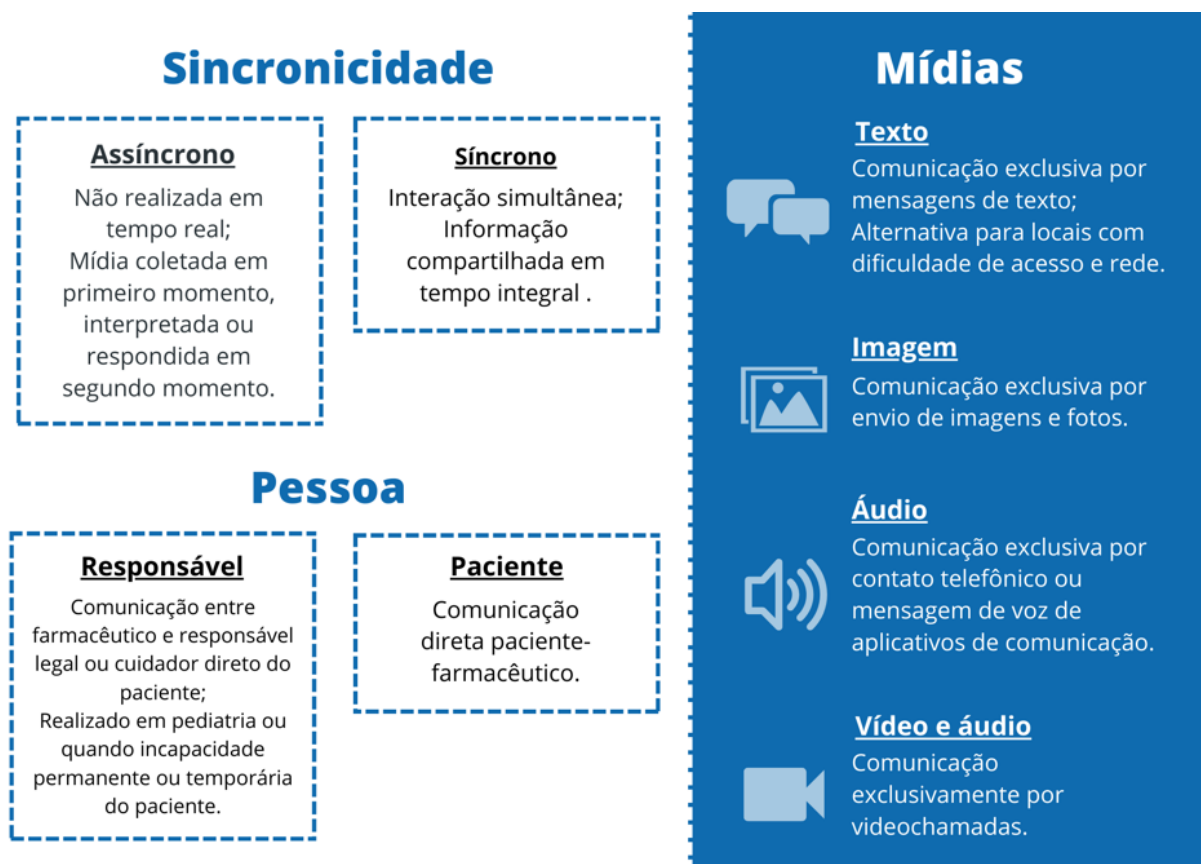 Sincronicidade
Assíncrono
Não realizada em
tempo real;
Mídia coletada em
primeiro momento,
interpretada ou
respondida em
segundo momento.
Síncrono
Interação simultânea;
Informação
compartilhada em
tempo integral .
Pessoa
Responsável
Comunicação entre
farmacêutico e responsável
legal ou cuidador direto do
paciente;
Realizado em pediatria ou
quando incapacidade
permanente ou temporária
do paciente.
Paciente
Comunicação
direta paciente-
farmacêutico.
Mídias
Texto
Comunicação exclusiva por
mensagens de texto;
Alternativa para locais com
dificuldade de acesso e rede.
Imagem
Comunicação exclusiva por
envio de imagens e fotos.
Áudio
Comunicação exclusiva por
contato telefônico ou
mensagem de voz de
aplicativos de comunicação.
Vídeo e áudio
Comunicação
exclusivamente por
videochamadas.